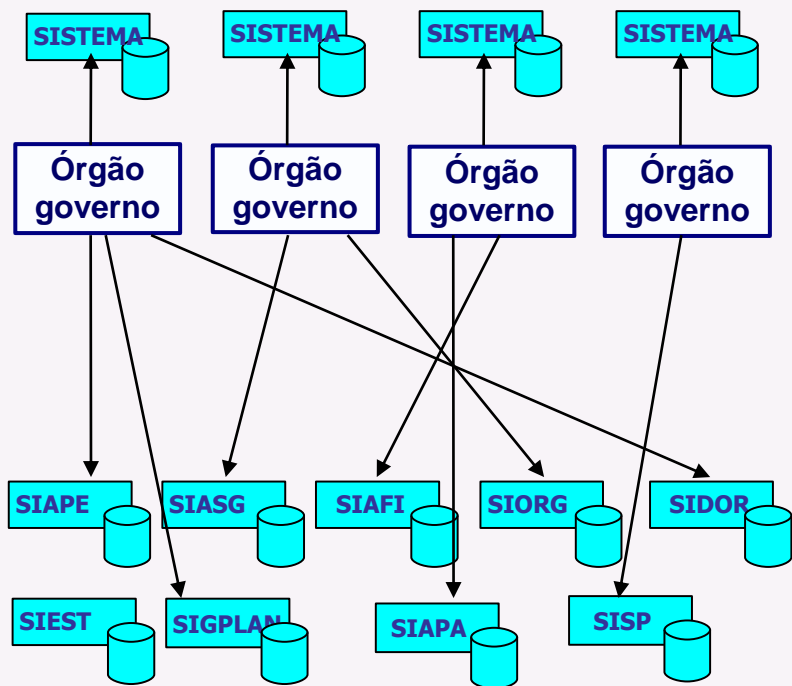 SISTEMA
SISTEMA
SISTEMA
SISTEMA
Órgão
governo
Órgão
governo
Órgão
governo
Órgão
governo
SIAPE
SIASG
SIAFI
SIORG
SIDOR
SIEST
SIGPLAN
SIAPA
SISP